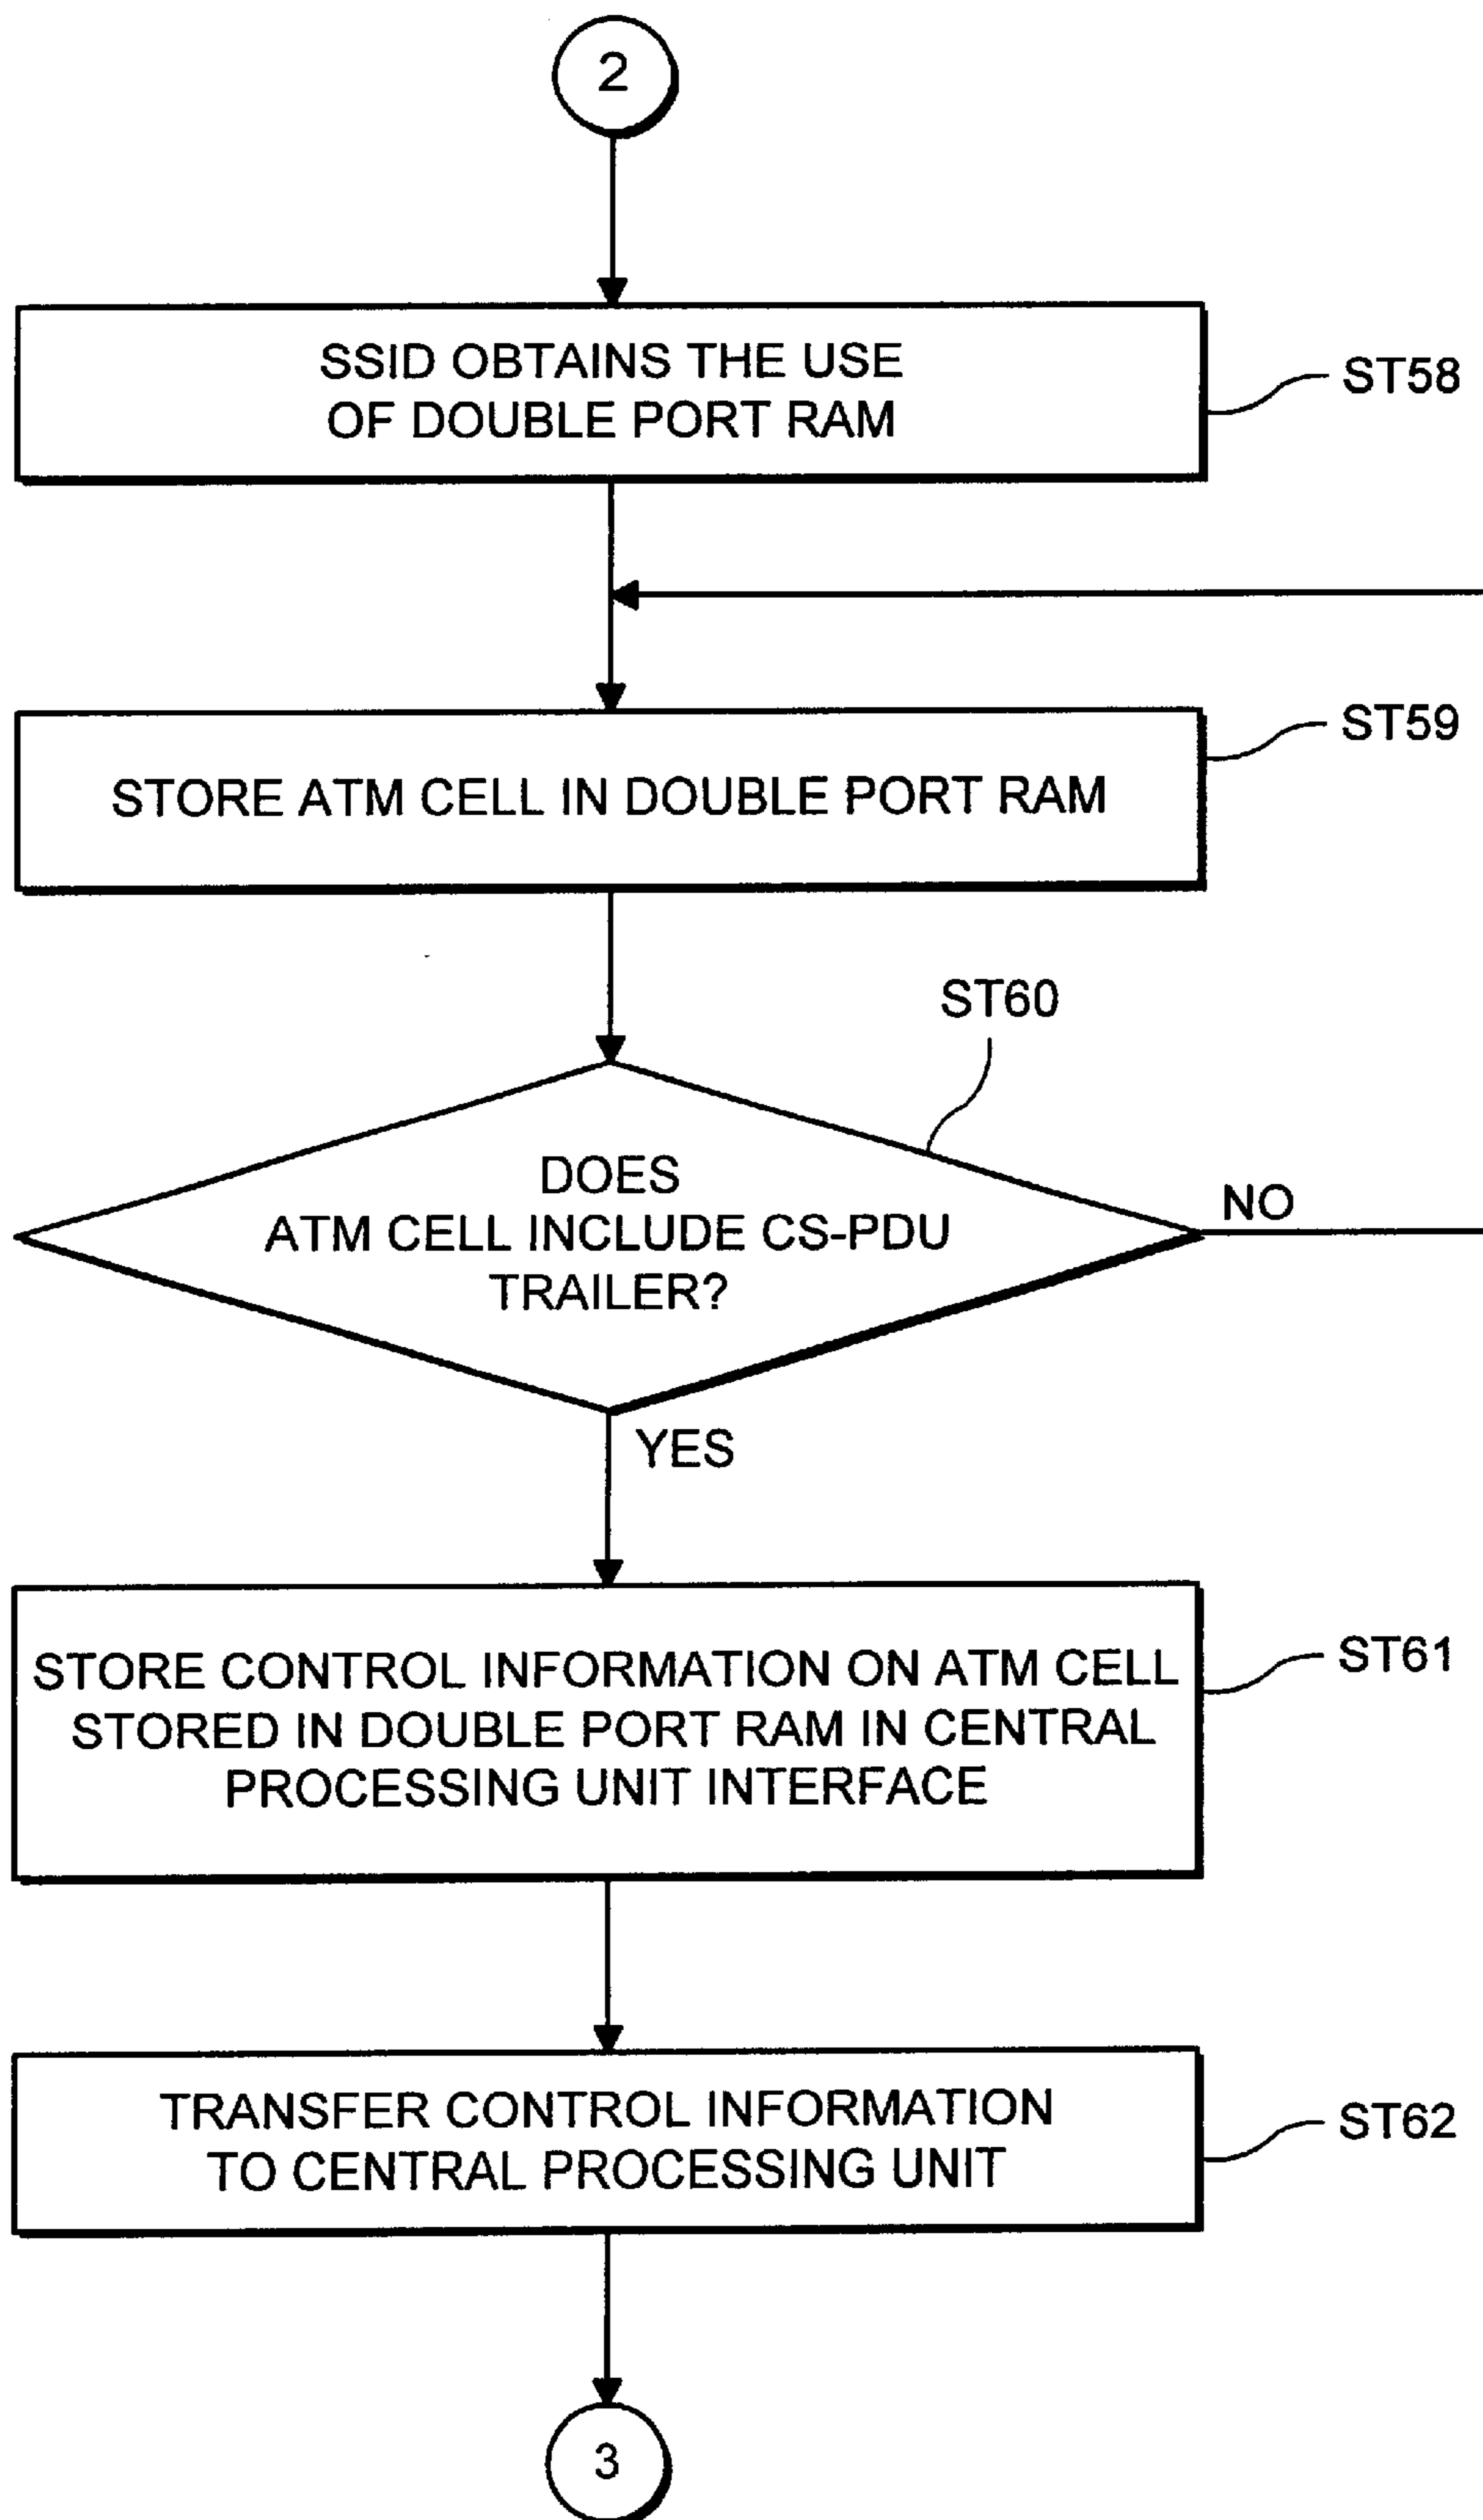 2
SSID OBTAINS THE USE
OF DOUBLE PORT RAM
ST58
ST59
STORE ATM CELL IN DOUBLE PORT RAM
ST60
DOES
ATM CELL INCLUDE CS-PDU
TRAILER?
NO
YES
STORE CONTROL INFORMATION ON ATM CELL
STORED IN DOUBLE PORT RAM IN CENTRAL
PROCESSING UNIT INTERFACE
ST61
TRANSFER CONTROL INFORMATION
TO CENTRAL PROCESSING UNIT
ST62
3